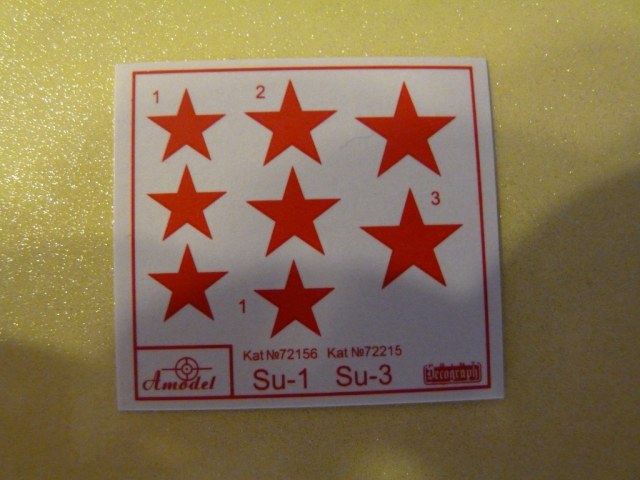 1
2
3
1
Kat №72156 Kat №72215
Su-1 Su-3
Amodel
Decograph